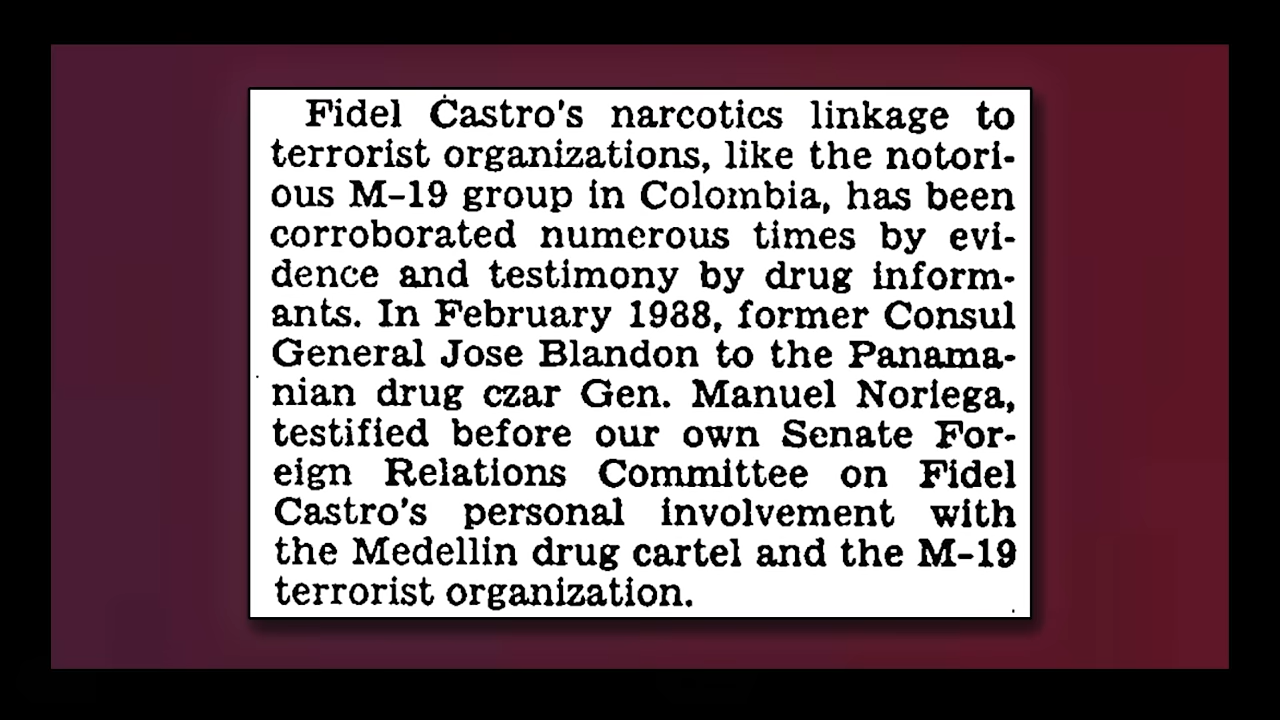 Fidel Castro's narcotics linkage to
terrorist organizations, like the notori-
ous M-19 group in Colombia, has been
corroborated numerous times by evi-
dence and testimony by drug inform-
ants. In February 1988, former Consul
General Jose Blandon to the Panama-
nian drug czar Gen. Manuel Noriega,
testified before our own Senate For-
eign Relations Committee on Fidel
Castro's personal involvement with
the Medellin drug cartel and the M-19
terrorist organization.